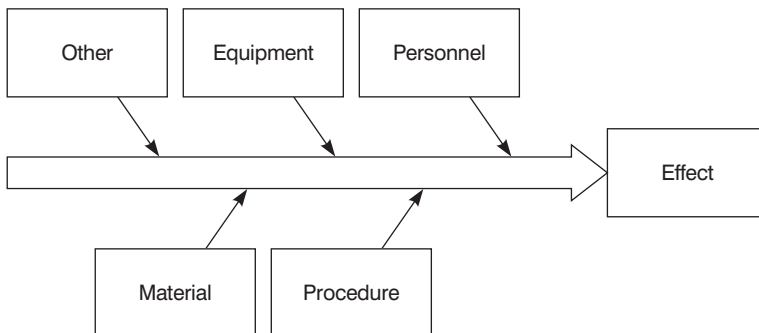 Other
Equipment
Personnel
Effect
Material
Procedure